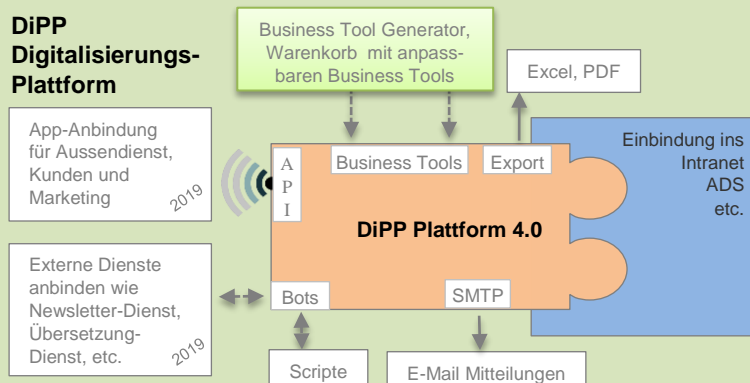 DiPP
Digitalisierungs-
Plattform
Business Tool Generator,
Warenkorb mit anpass-
baren Business Tools
Excel, PDF
App-Anbindung
für Aussendienst,
Kunden und
Marketing
2019
A
P
I
Business Tools
Export
Einbindung ins
Intranet
ADS
etc.
DiPP Plattform 4.0
Externe Dienste
anbinden wie
Newsletter-Dienst,
Übersetzung-
Dienst, etc.
2019
Bots
SMTP
Scripte
E-Mail Mitteilungen